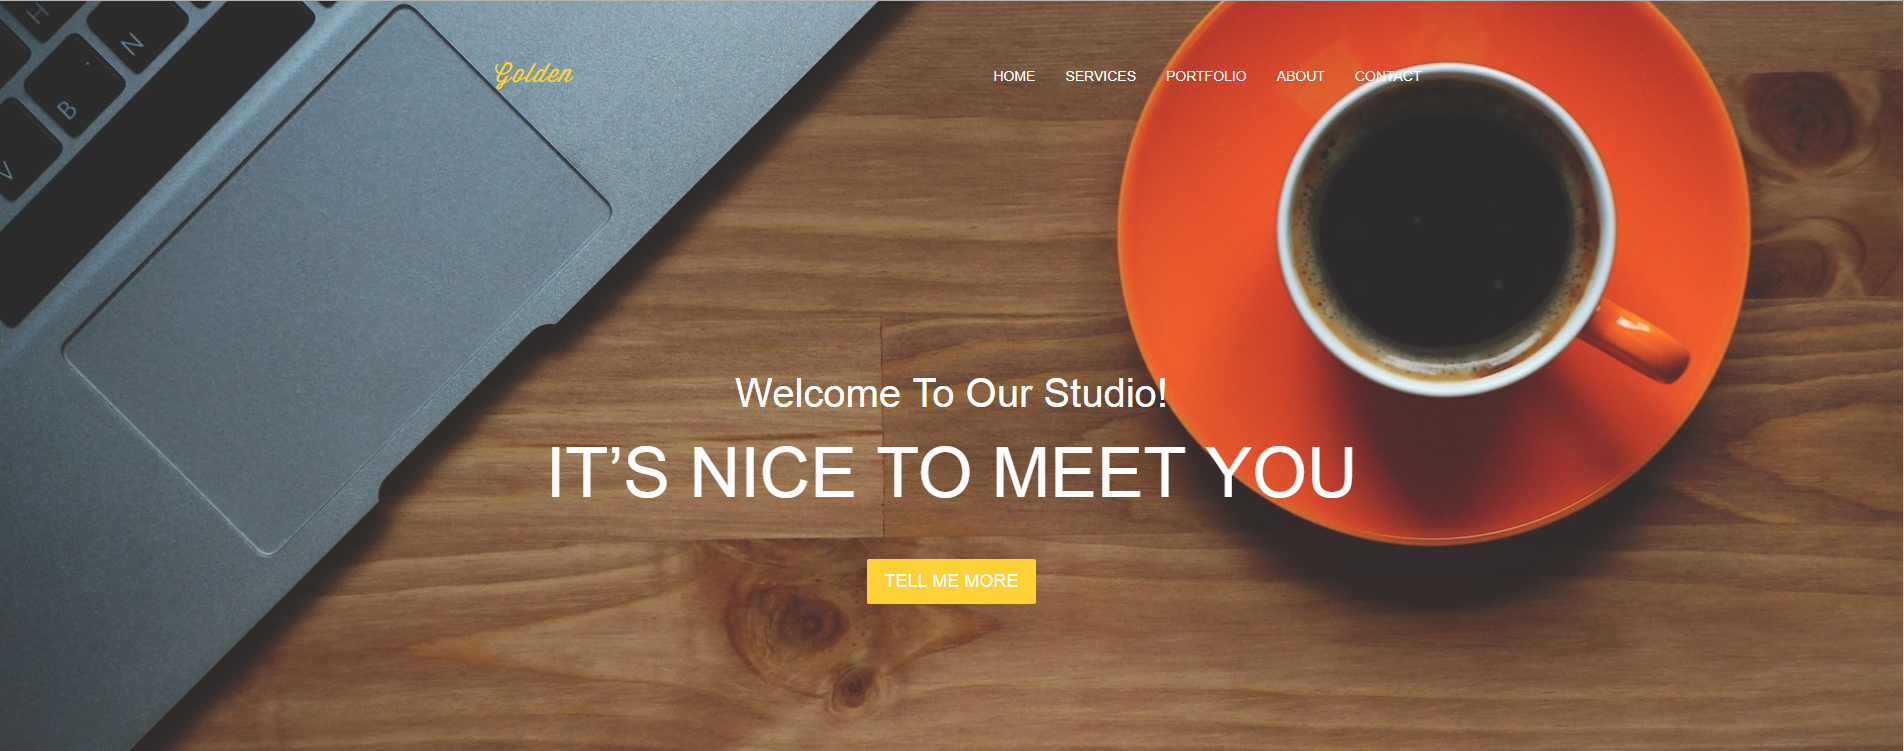 H
N
B
V
Golden
HOME SERVICES PORTFOLIO ABOUT CONTACT
Welcome To Our Studio!
IT’S NICE TO MEET YOU
TELL ME MORE